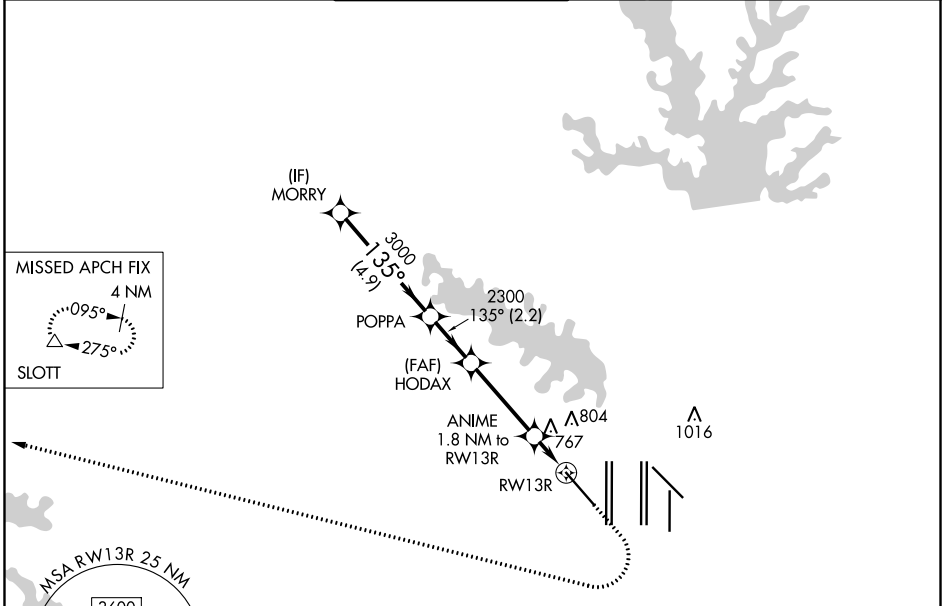 (IF)
MORRY
3000
135°
(4.9)
MISSED APCH FIX
4 NM
095°
275°
SLOTT
POPPA
2300
135° (2.2)
(FAF)
HODAX
ANIME
1.8 NM to
RW13R
804
767
1016
RW13R
MSA RW13R 25 NM